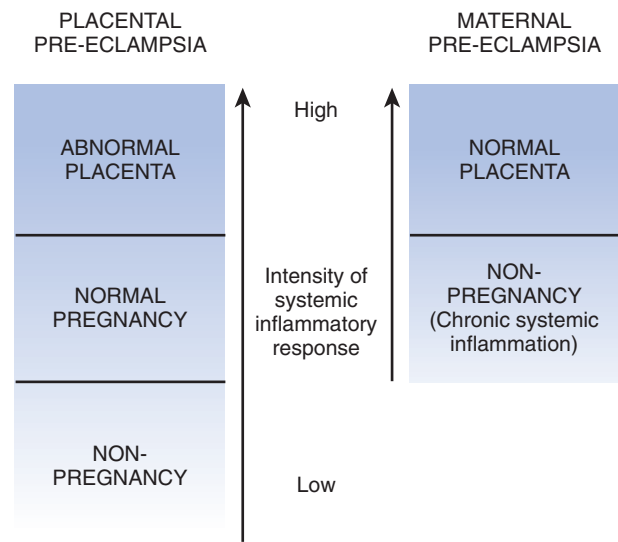 PLACENTAL
PRE-ECLAMPSIA
ABNORMAL
PLACENTA
NORMAL
PREGNANCY
NON-
PREGNANCY
High
Intensity of
systemic
inflammatory
response
Low
MATERNAL
PRE-ECLAMPSIA
NORMAL
PLACENTA
NON-
PREGNANCY
(Chronic systemic
inflammation)